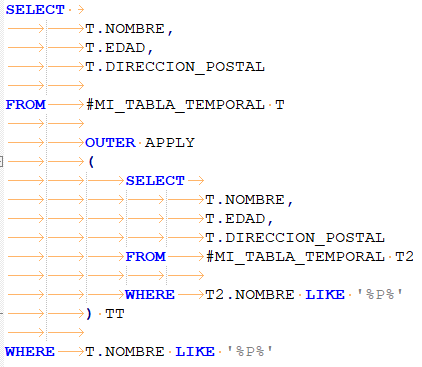 SELECT
T.NOMBRE,
T.EDAD,
T.DIRECCION_POSTAL
FROM #MI_TABLA_TEMPORAL T
OUTER APPLY
(
SELECT
T.NOMBRE,
T.EDAD,
T.DIRECCION_POSTAL
FROM #MI_TABLA_TEMPORAL T2
WHERE T2.NOMBRE LIKE '%P%'
) TT
WHERE T.NOMBRE LIKE '%P%'